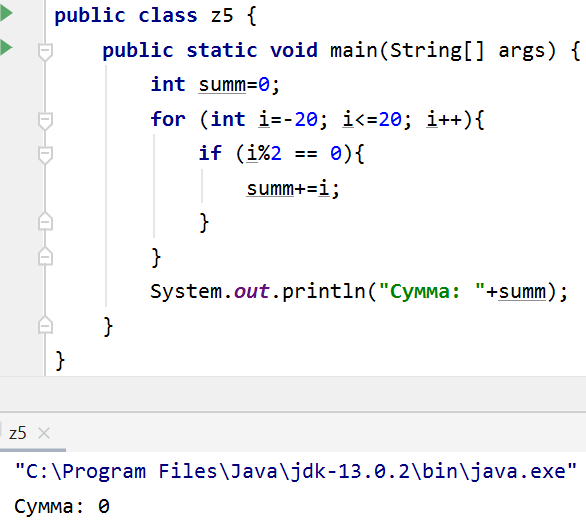 public class z5 {
public static void main(String[] args) {
int summ=0;
for (int i=-20; i<=20; i++){
if (i%2 == 0){
summ+=i;
}
}
System.out.println("Сумма: "+summ);
}
}
z5
"C:\Program Files\Java\jdk-13.0.2\bin\java.exe"
Сумма: 0